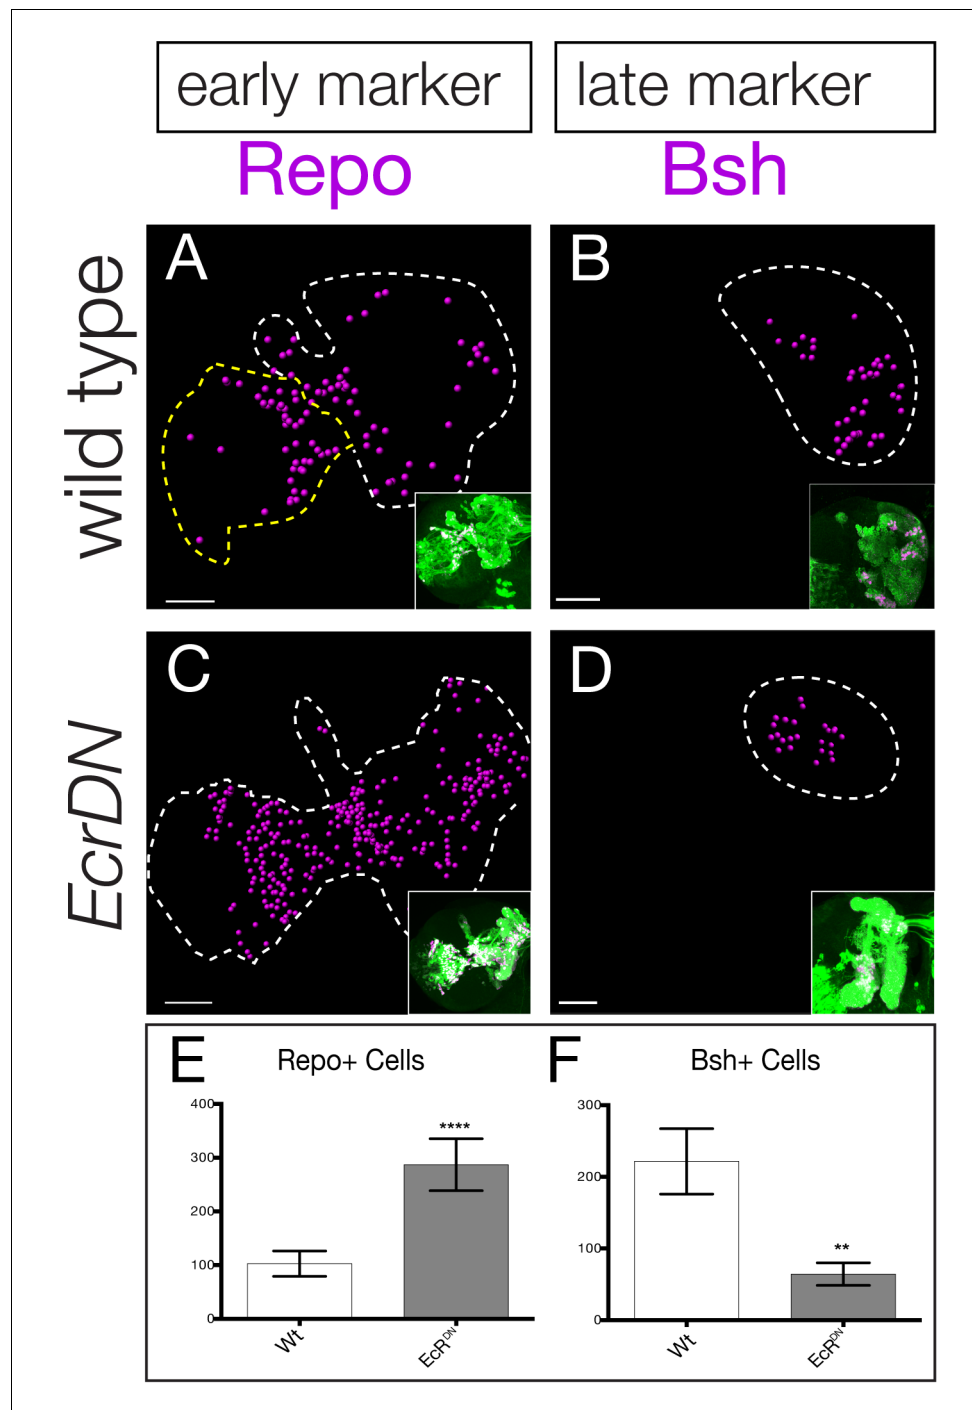 early marker
late marker
Repo
Bsh
wild type
A
B
EcrDN
C
D
E
Repo+ Cells
F
Bsh+ Cells
400
300
200
100
0
****
Wt
EcRDN
300
200
100
0
**
Wt
EcRDN